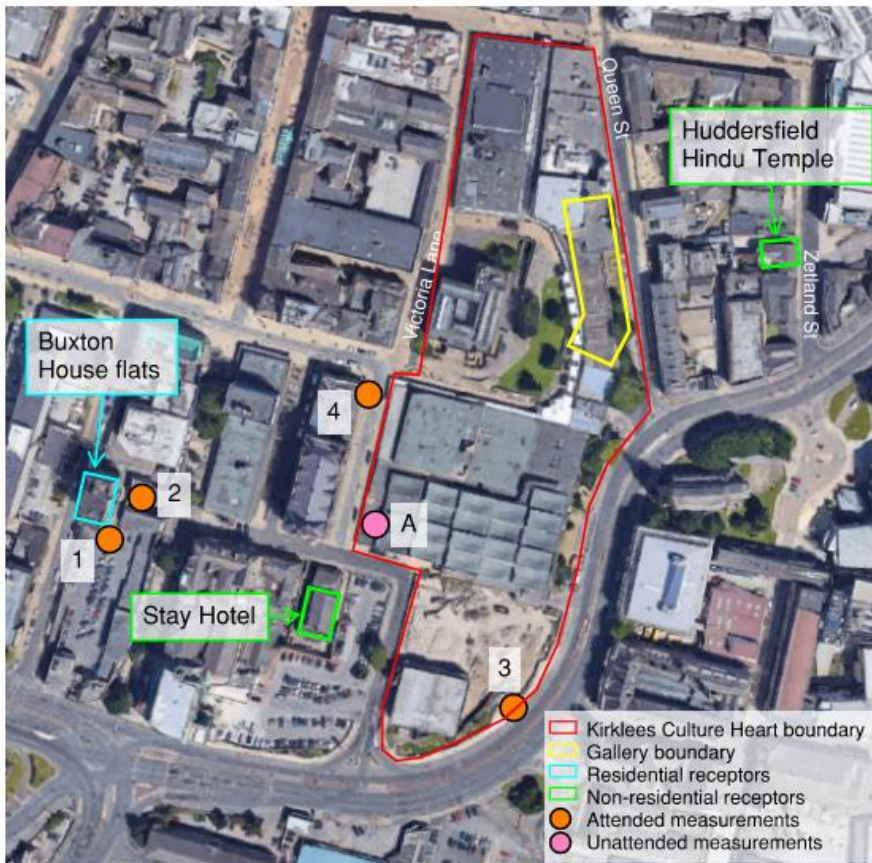 Queen St
Huddersfield
Hindu Temple
Victoria Lane
Zetland St
Buxton
House flats
4
2
A
1
Stay Hotel
3
Kirklees Culture Heart boundary
Gallery boundary
Residential receptors
Non-residential receptors
Attended measurements
Unattended measurements